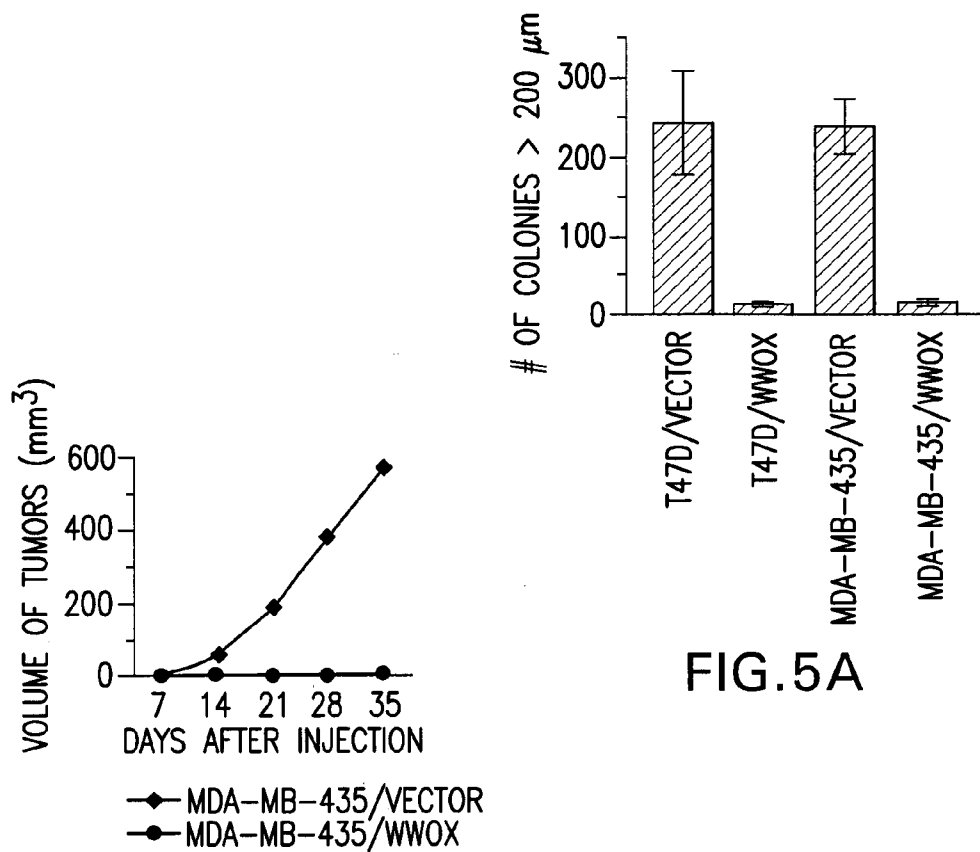 # OF COLONIES > 200 µm
300
200
100
0
T47D/VECTOR
T47D/WWOX
MDA-MB-435/VECTOR
MDA-MB-435/WWOX
FIG.5A
VOLUME OF TUMORS (mm³)
600
400
200
0
7 14 21 28 35
DAYS AFTER INJECTION
MDA-MB-435/VECTOR
MDA-MB-435/WWOX